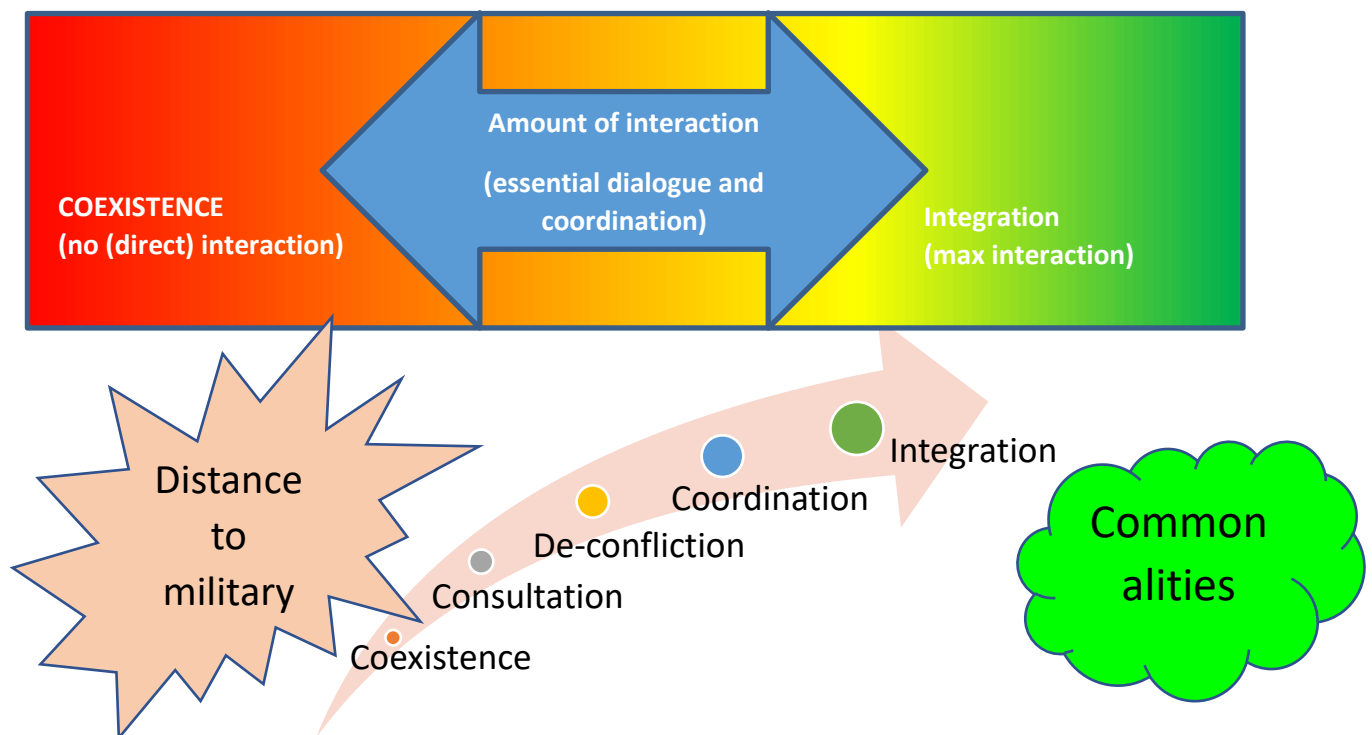 Amount of interaction
(essential dialogue and
coordination)
COEXISTENCE
(no (direct) interaction)
Integration
(max interaction)
Distance
to
military
Integration
Coordination
De-confliction
Consultation
Coexistence
Common
alities